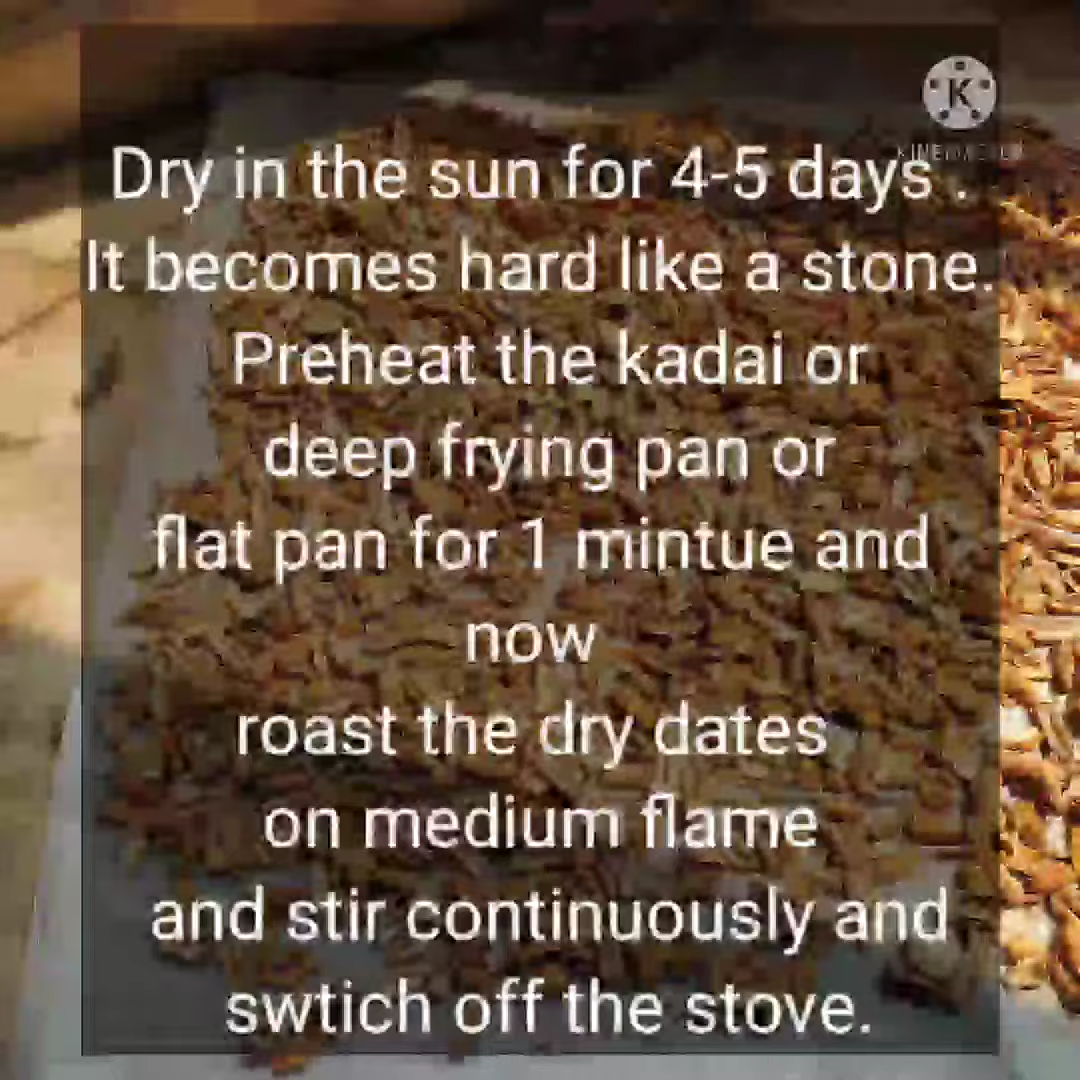 K
KINEMASTER
Dry in the sun for 4-5 days .
It becomes hard like a stone.
Preheat the kadai or
deep frying pan or
flat pan for 1 mintue and
now
roast the dry dates
on medium flame
and stir continuously and
swtich off the stove.